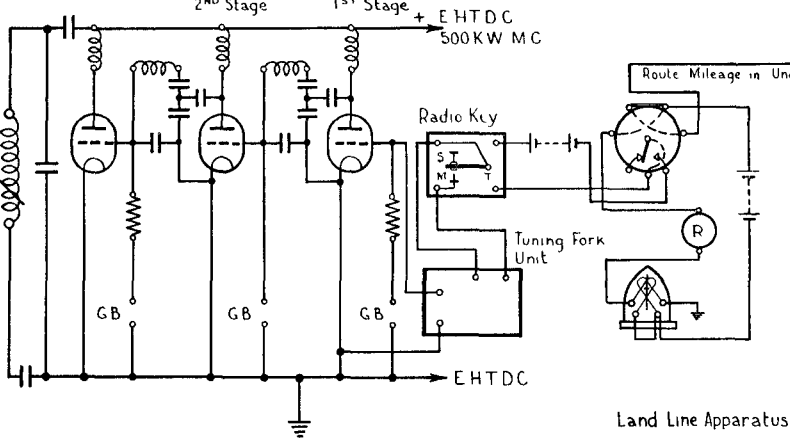 2ND Stage
1ST Stage
+ EHTDC
500KW MC
Route Mileage in
Radio Key
S
M
T
R
Tuning Fork
Unit
GB
GB
GB
EHTDC
Land Line Apparatus